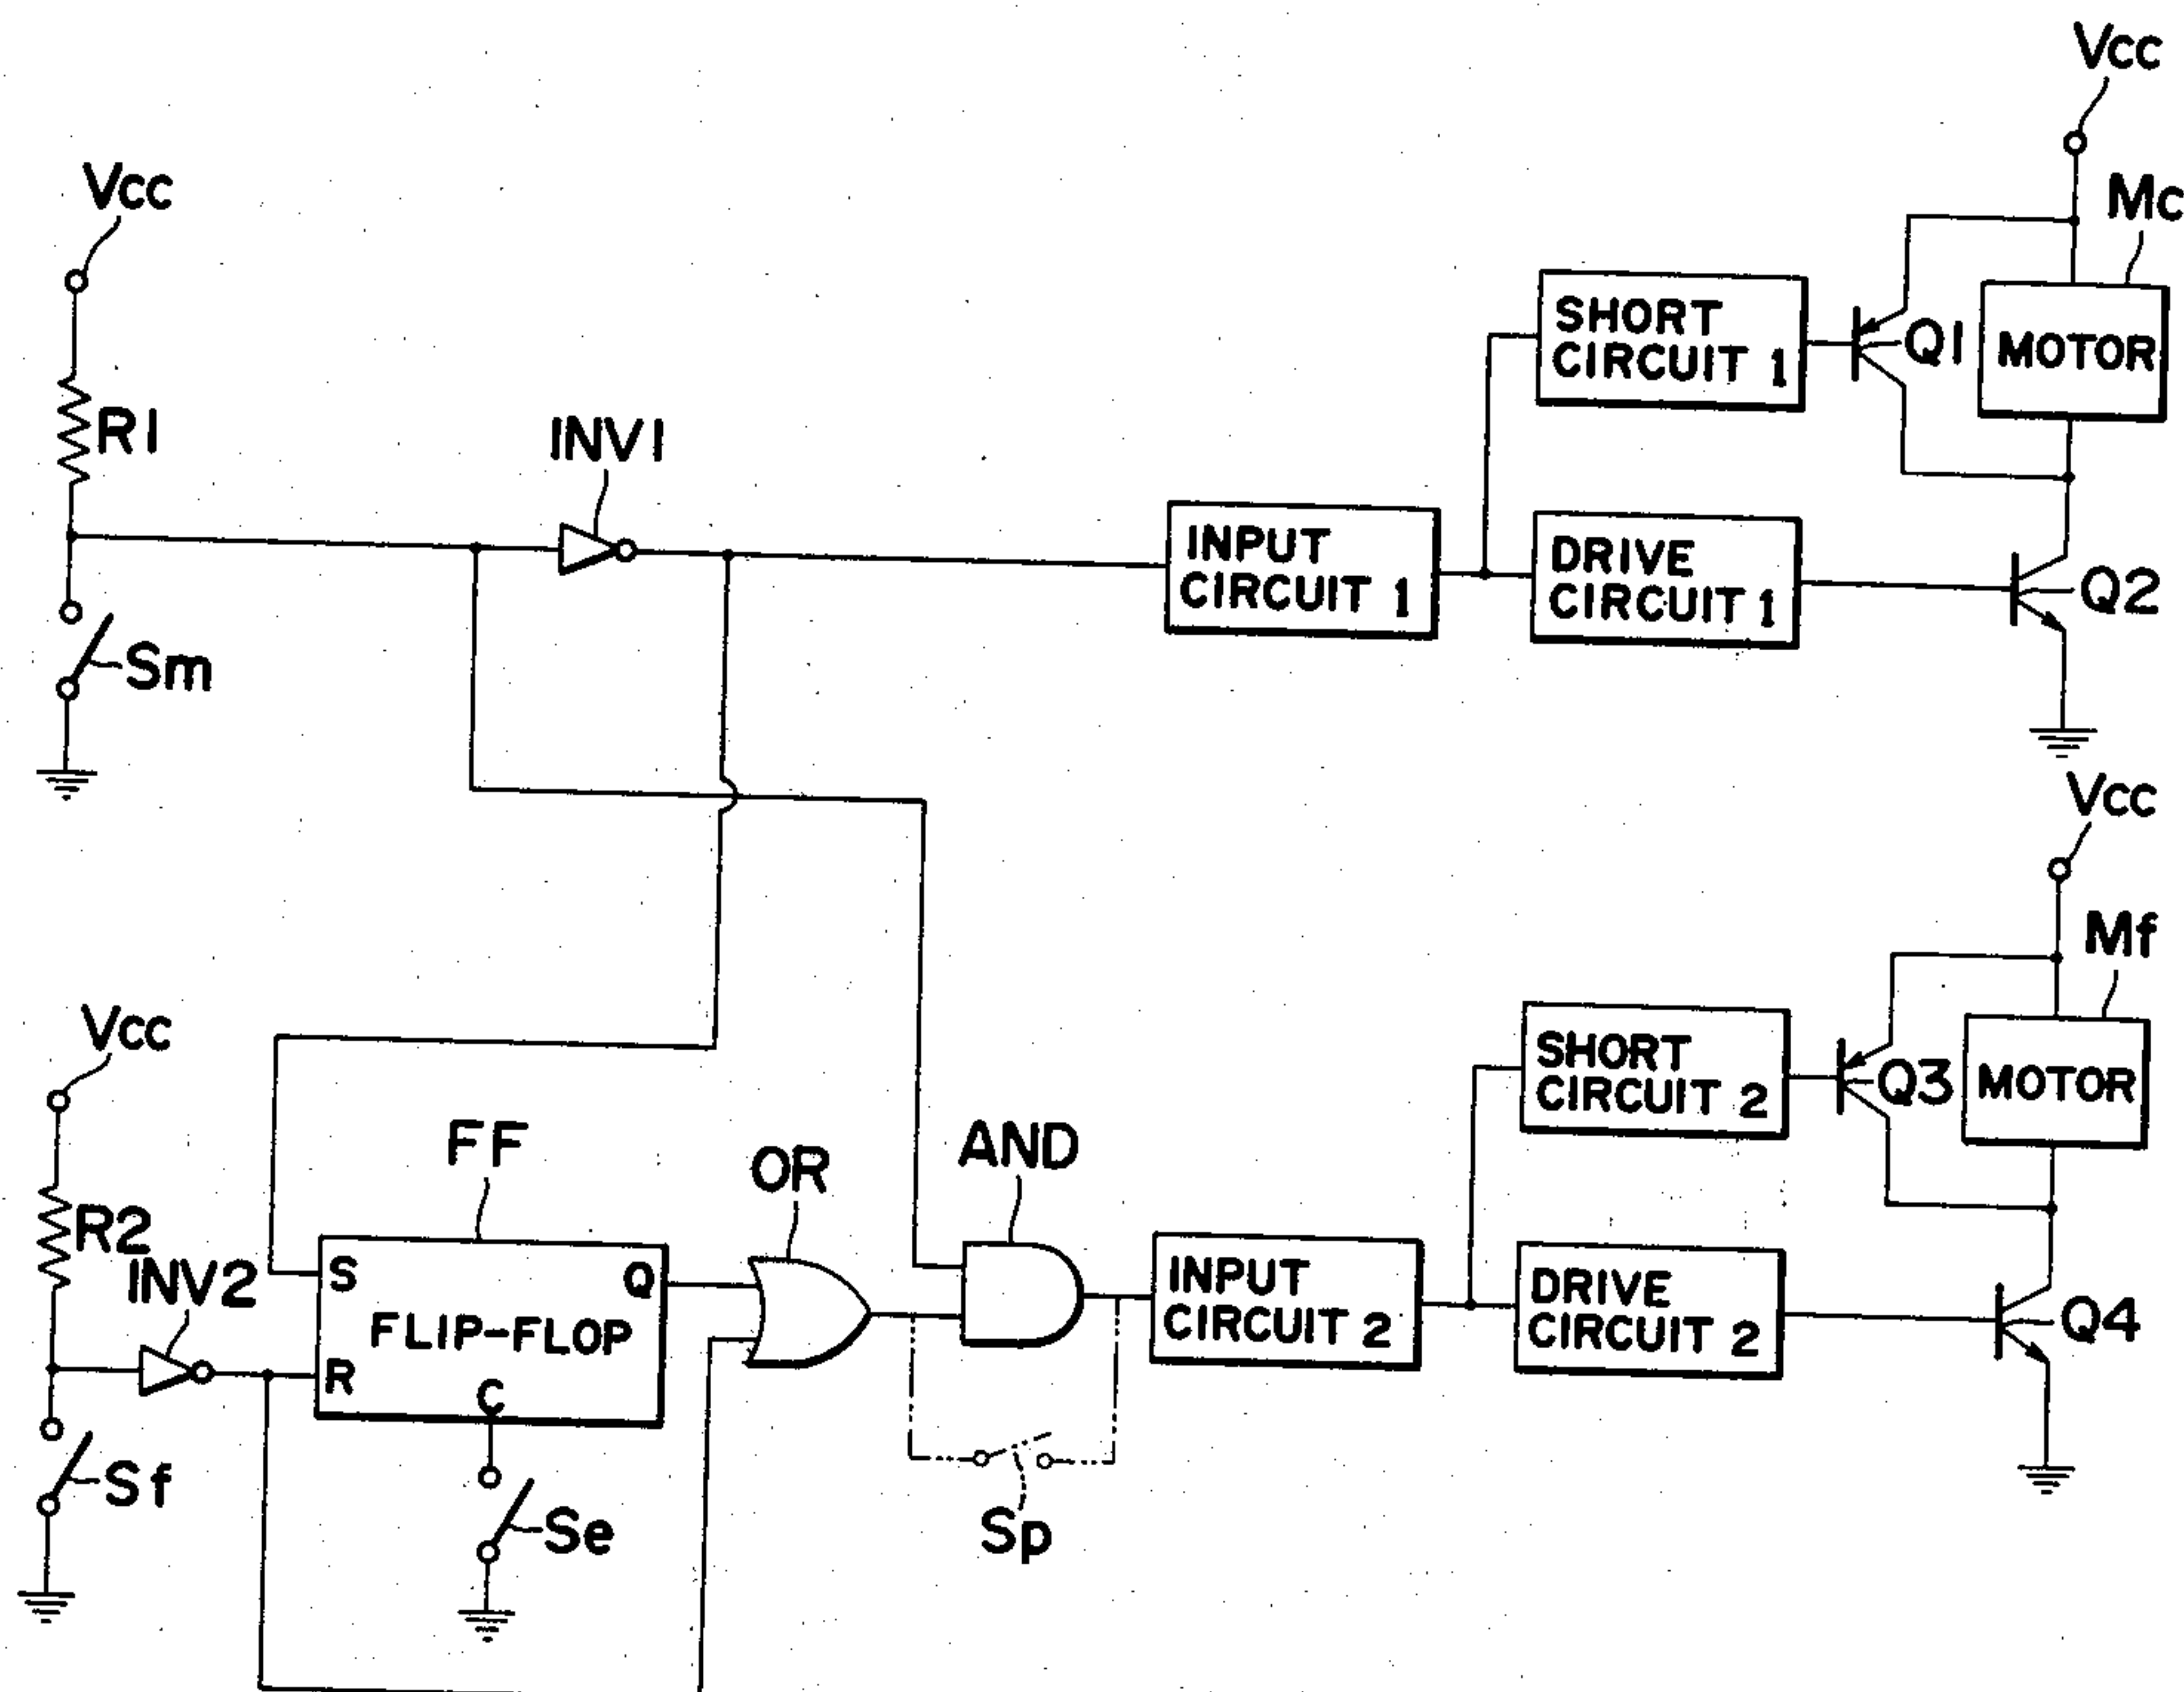 Vcc
Mc
Vcc
SHORT
CIRCUIT 1
Q1
MOTOR
R1
INV1
INPUT
CIRCUIT 1
DRIVE
CIRCUIT 1
Q2
Sm
Vcc
Mf
Vcc
SHORT
CIRCUIT 2
Q3
MOTOR
FF
OR
AND
R2
INV2
S
Q
FLIP-FLOP
R
C
INPUT
CIRCUIT 2
DRIVE
CIRCUIT 2
Q4
Sf
Se
Sp